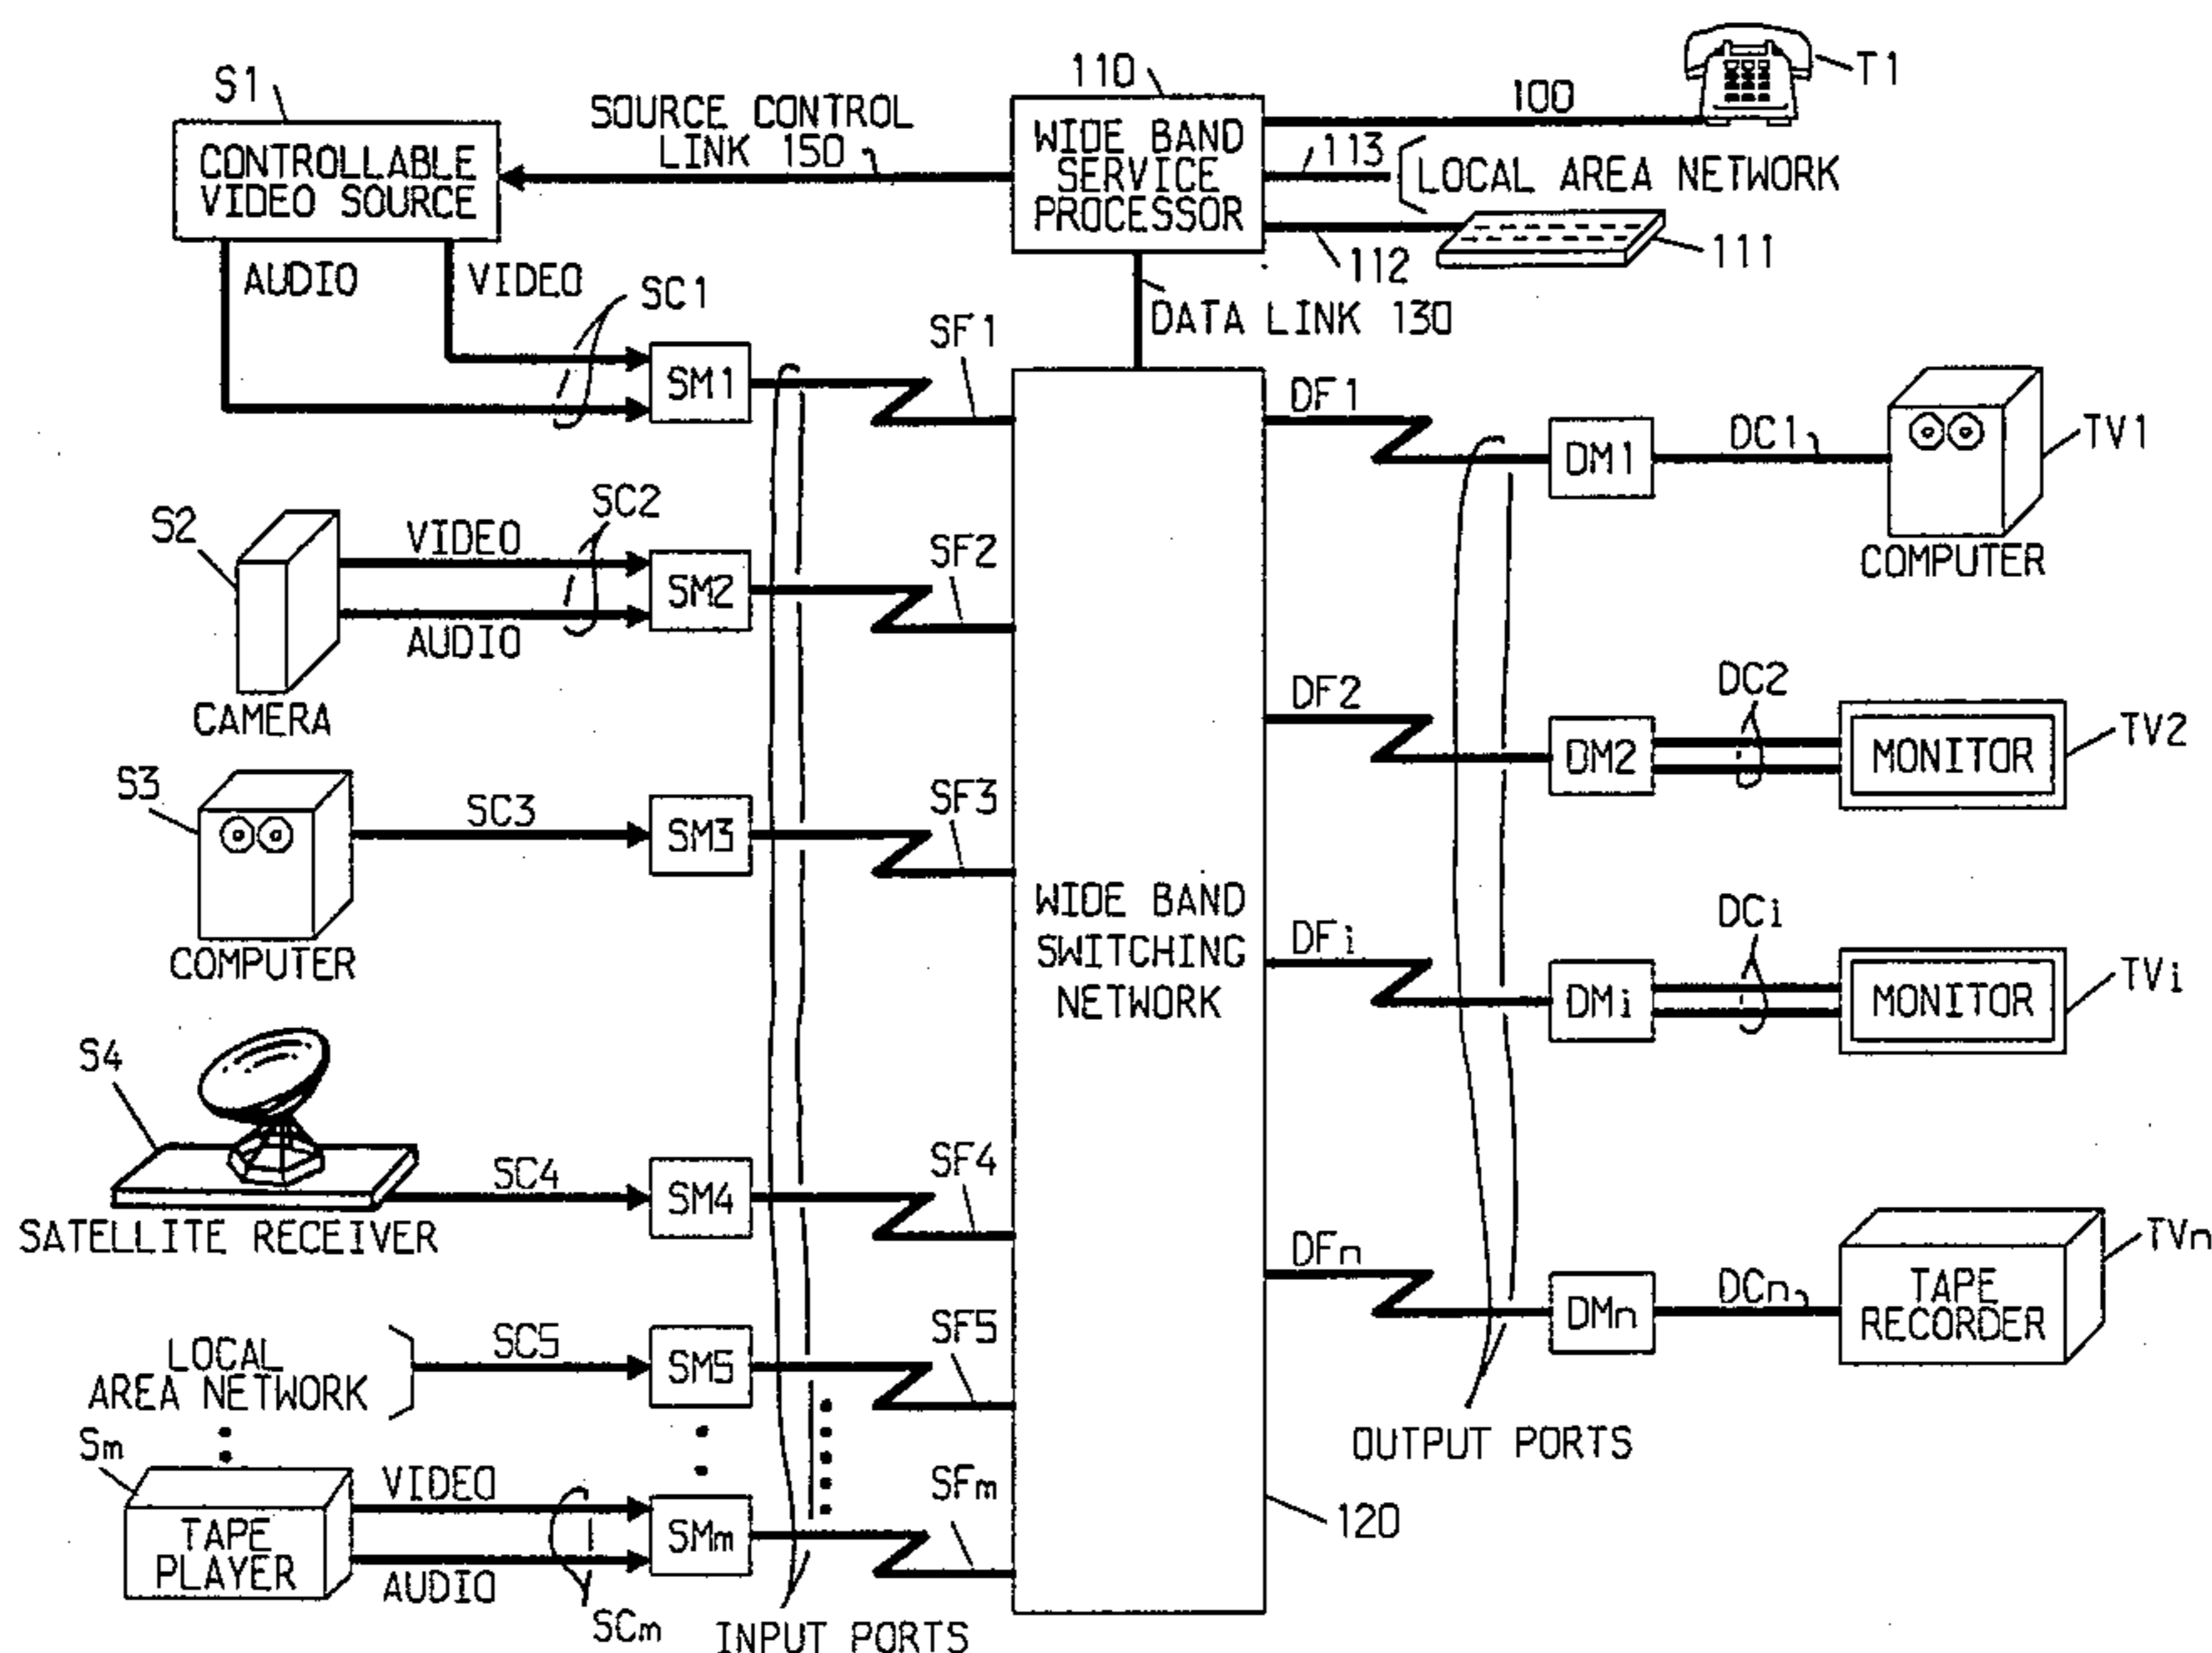 S1
SOURCE CONTROL
LINK 150
110
100
T1
CONTROLLABLE
VIDEO SOURCE
WIDE BAND
SERVICE
PROCESSOR
113
LOCAL AREA NETWORK
112
111
AUDIO
VIDEO
SC1
DATA LINK 130
SM1
SF1
DF1
DM1
DC1
TV1
COMPUTER
S2
VIDEO
AUDIO
SC2
SM2
SF2
CAMERA
DF2
DM2
DC2
MONITOR
TV2
S3
SC3
SM3
SF3
COMPUTER
WIDE BAND
SWITCHING
NETWORK
DFi
DMi
DCi
MONITOR
TVi
S4
SC4
SM4
SF4
SATELLITE RECEIVER
DFn
DMn
DCn
TAPE
RECORDER
TVn
LOCAL
AREA NETWORK
SC5
SM5
SF5
OUTPUT PORTS
Sm
TAPE
PLAYER
VIDEO
AUDIO
SCm
SMm
SFm
120
INPUT PORTS